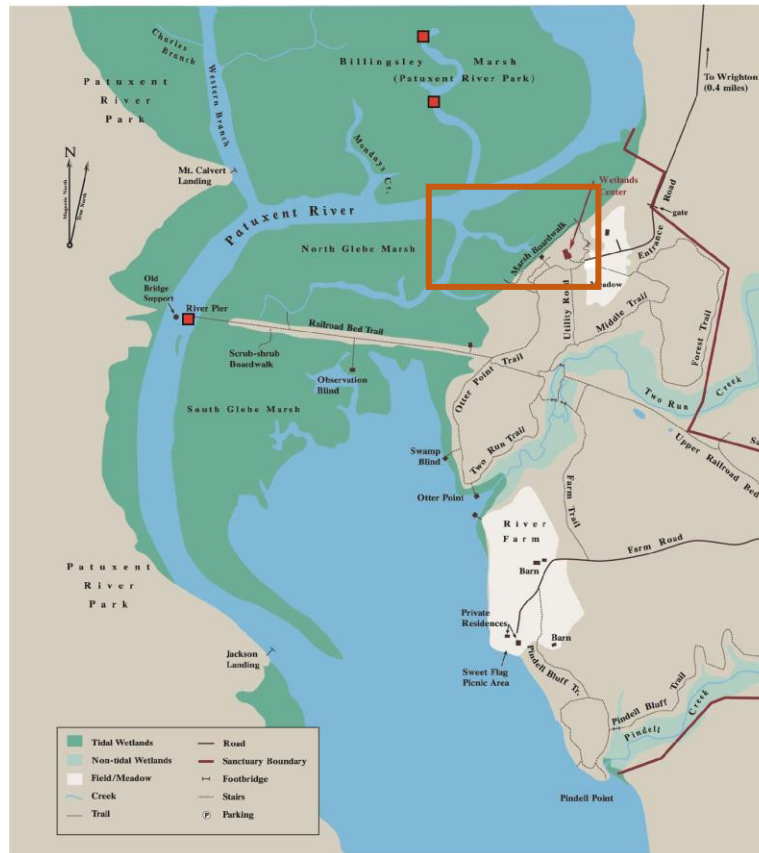 Charles
Branch
Western Branch
Billingsley Marsh
(Patuxent River Park)
Patuxent
River
Park
To Wrighton
(0.4 miles)
N
Magnetic North
True North
Mt. Calvert
Landing
Mondays Cr.
Patuxent River
Wetlands
Center
Road
gate
Entrance
North Glebe Marsh
Marsh Boardwalk
Meadow
Old
Bridge
Support
River Pier
Utility Road
Middle Trail
Forest Trail
Railroad Bed Trail
Scrub-shrub
Boardwalk
Observation
Blind
Otter Point Trail
Two Run
Creek
South Glebe Marsh
Two Run Trail
Upper Railroad Bed
Swamp
Blind
Otter Point
Farm Trail
River
Farm
Farm Road
Barn
Patuxent
River
Park
Private
Residences
Barn
Jackson
Landing
Sweet Flag
Picnic Area
Pindell Bluff Tr.
Pindell Bluff Trail
Pindell Creek
Pindell Point
Tidal Wetlands
Non-tidal Wetlands
Field/Meadow
Creek
Trail
Road
Sanctuary Boundary
Footbridge
Stairs
P Parking